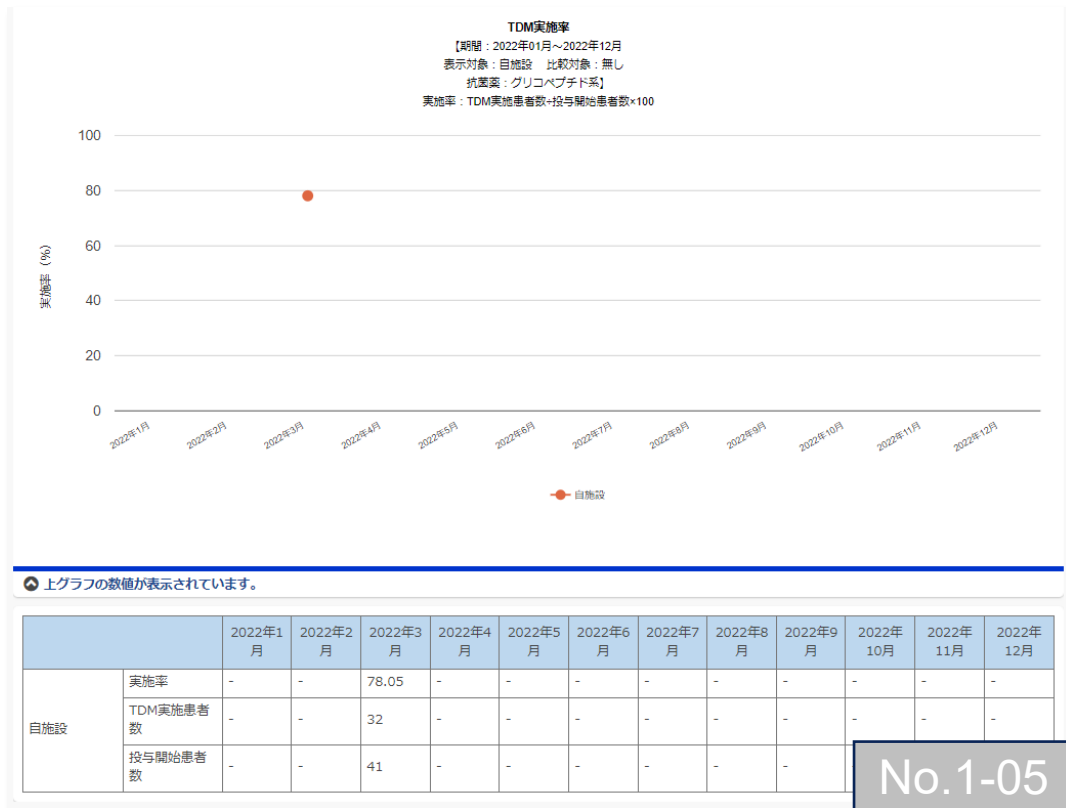 TDM実施率
【期間：2022年01月～2022年12月
表示対象：自施設　比較対象：無し
抗菌薬：グリコペプチド系】
実施率：TDM実施患者数÷投与開始患者数×100
実施率（%）
100
80
60
40
20
0
2022年1月 2022年2月 2022年3月 2022年4月 2022年5月 2022年6月 2022年7月 2022年8月 2022年9月 2022年10月 2022年11月 2022年12月
自施設
上グラフの数値が表示されています。
2022年1月 2022年2月 2022年3月 2022年4月 2022年5月 2022年6月 2022年7月 2022年8月 2022年9月 2022年10月 2022年11月 2022年12月
自施設
実施率 - - 78.05 - - - - - - - - -
TDM実施患者数 - - 32 - - - - - - - - -
投与開始患者数 - - 41 - - - - - - -
No.1-05